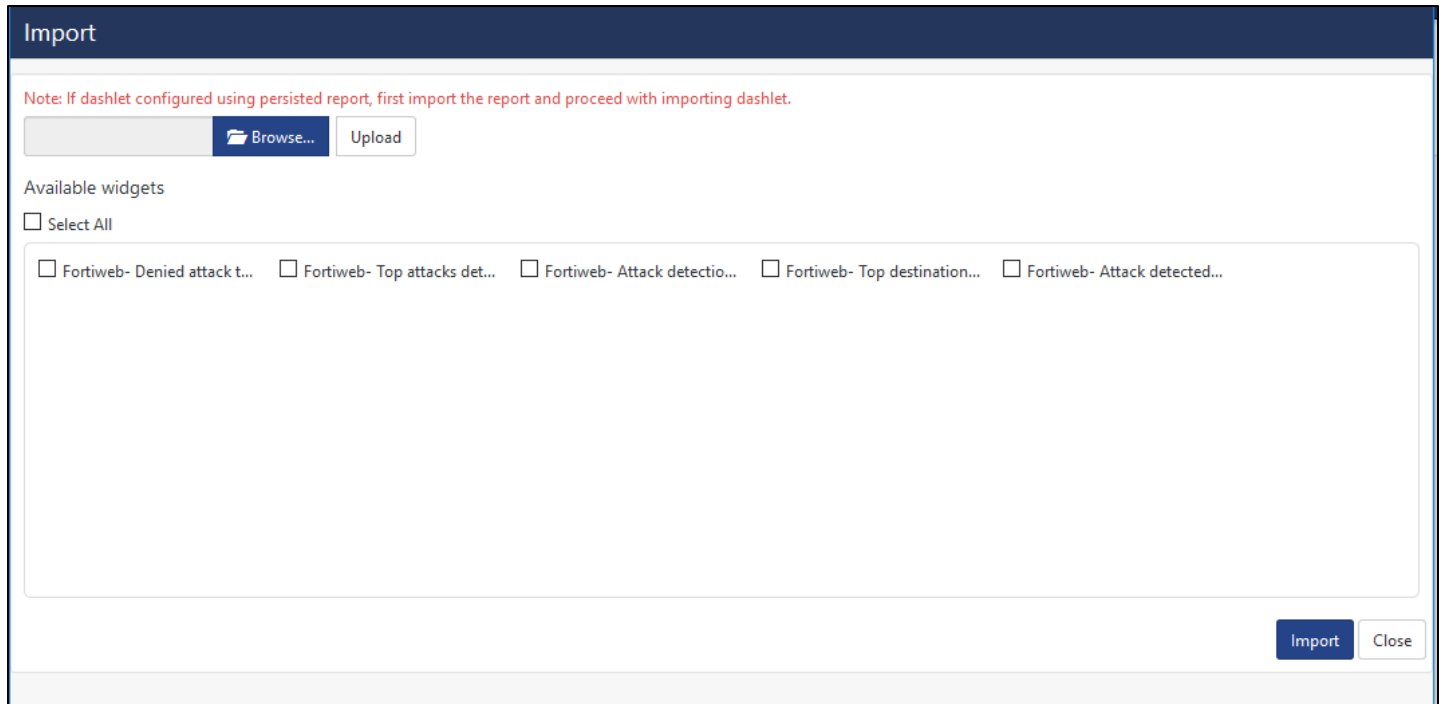 Import
Note: If dashlet configured using persisted report, first import the report and proceed with importing dashlet.
Browse... Upload
Available widgets
Select All
Fortiweb- Denied attack t... Fortiweb- Top attacks det... Fortiweb- Attack detectio... Fortiweb- Top destination... Fortiweb- Attack detected...
Import Close